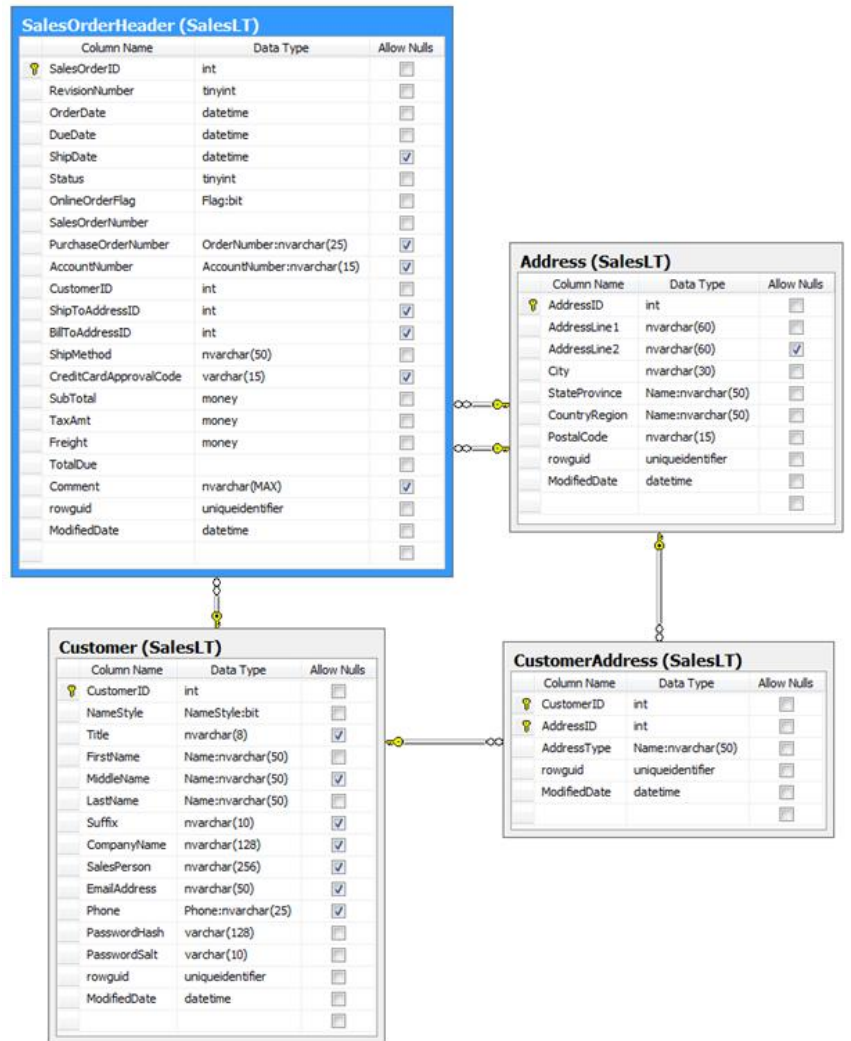 SalesOrderHeader (SalesLT)
Column Name Data Type Allow Nulls
SalesOrderID int
RevisionNumber tinyint
OrderDate datetime
DueDate datetime
ShipDate datetime
Status tinyint
OnlineOrderFlag Flag:bit
SalesOrderNumber
PurchaseOrderNumber OrderNumber:nvarchar(25)
AccountNumber AccountNumber:nvarchar(15)
CustomerID int
ShipToAddressID int
BillToAddressID int
ShipMethod nvarchar(50)
CreditCardApprovalCode varchar(15)
SubTotal money
TaxAmt money
Freight money
TotalDue
Comment nvarchar(MAX)
rowguid uniqueidentifier
ModifiedDate datetime
Address (SalesLT)
Column Name Data Type Allow Nulls
AddressID int
AddressLine1 nvarchar(60)
AddressLine2 nvarchar(60)
City nvarchar(30)
StateProvince Name:nvarchar(50)
CountryRegion Name:nvarchar(50)
PostalCode nvarchar(15)
rowguid uniqueidentifier
ModifiedDate datetime
Customer (SalesLT)
Column Name Data Type Allow Nulls
CustomerID int
NameStyle NameStyle:bit
Title nvarchar(8)
FirstName Name:nvarchar(50)
MiddleName Name:nvarchar(50)
LastName Name:nvarchar(50)
Suffix nvarchar(10)
CompanyName nvarchar(128)
SalesPerson nvarchar(256)
EmailAddress nvarchar(50)
Phone Phone:nvarchar(25)
PasswordHash varchar(128)
PasswordSalt varchar(10)
rowguid uniqueidentifier
ModifiedDate datetime
CustomerAddress (SalesLT)
Column Name Data Type Allow Nulls
CustomerID int
AddressID int
AddressType Name:nvarchar(50)
rowguid uniqueidentifier
ModifiedDate datetime